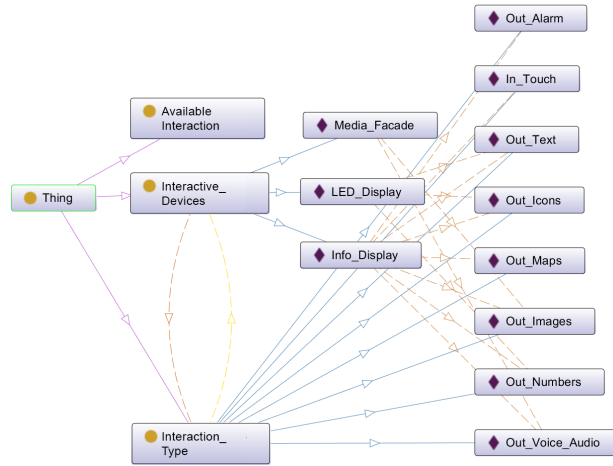 Out_Alarm
In_Touch
Available
Interaction
Media_Facade
Out_Text
Thing
Interactive_
Devices
LED_Display
Out_Icons
Info_Display
Out_Maps
Out_Images
Out_Numbers
Interaction_
Type
Out_Voice_Audio